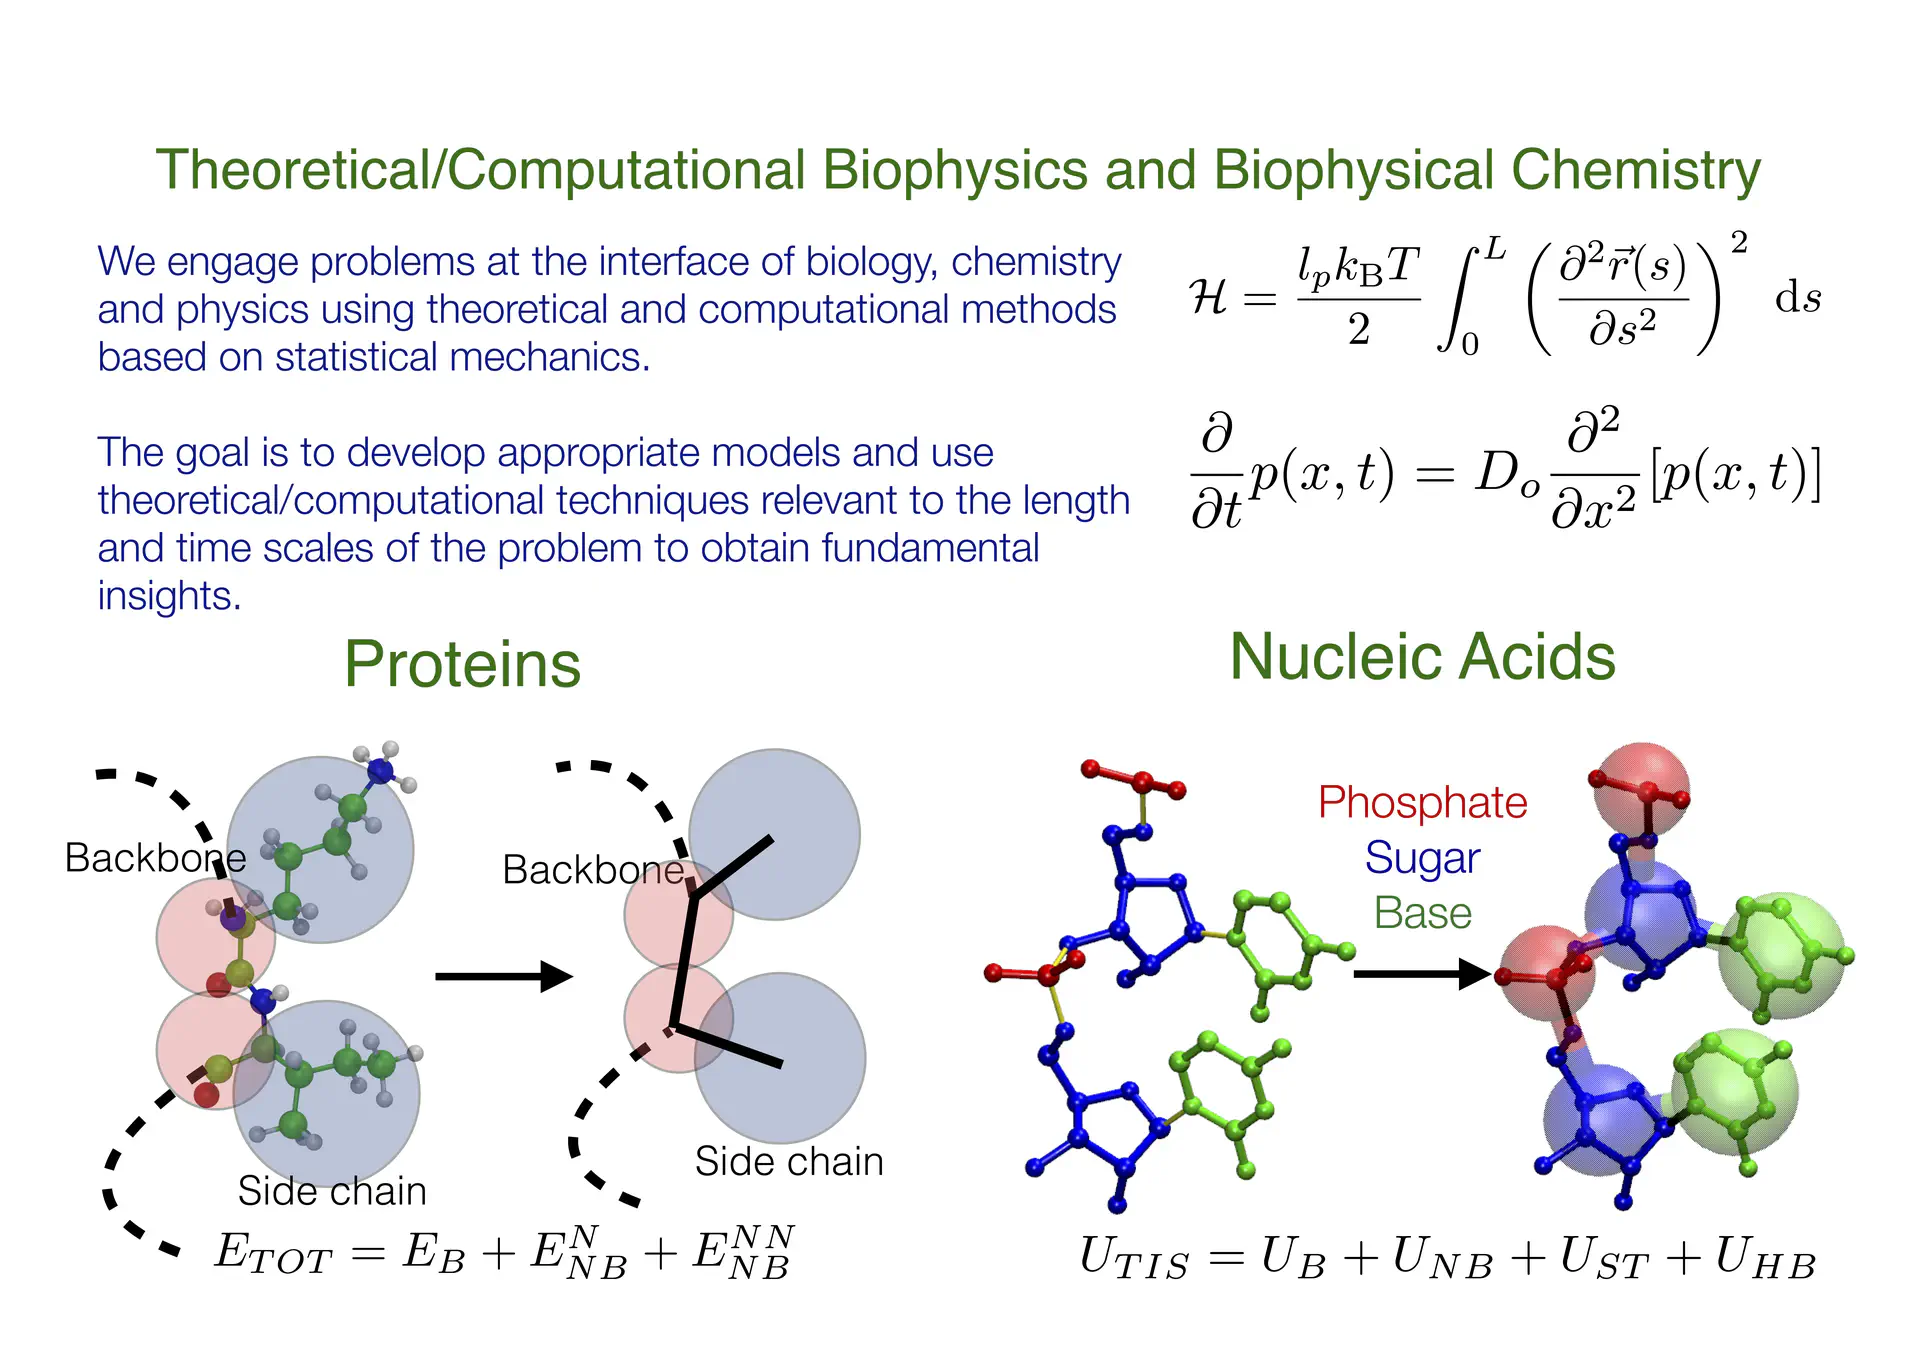 Theoretical/Computational Biophysics and Biophysical Chemistry
We engage problems at the interface of biology, chemistry
and physics using theoretical and computational methods
based on statistical mechanics.
The goal is to develop appropriate models and use
theoretical/computational techniques relevant to the length
and time scales of the problem to obtain fundamental
insights.
$\mathcal{H} = \frac{l_p k_{\mathrm{B}} T}{2} \int_0^L \left( \frac{\partial^2 \vec{r}(s)}{\partial s^2} \right)^2 \mathrm{d}s$
$\frac{\partial}{\partial t} p(x,t) = D_o \frac{\partial^2}{\partial x^2} [p(x,t)]$
Proteins
Backbone
Side chain
Backbone
Side chain
$E_{TOT} = E_B + E_{NB}^{N} + E_{NB}^{NN}$
Nucleic Acids
Phosphate
Sugar
Base
$U_{TIS} = U_B + U_{NB} + U_{ST} + U_{HB}$